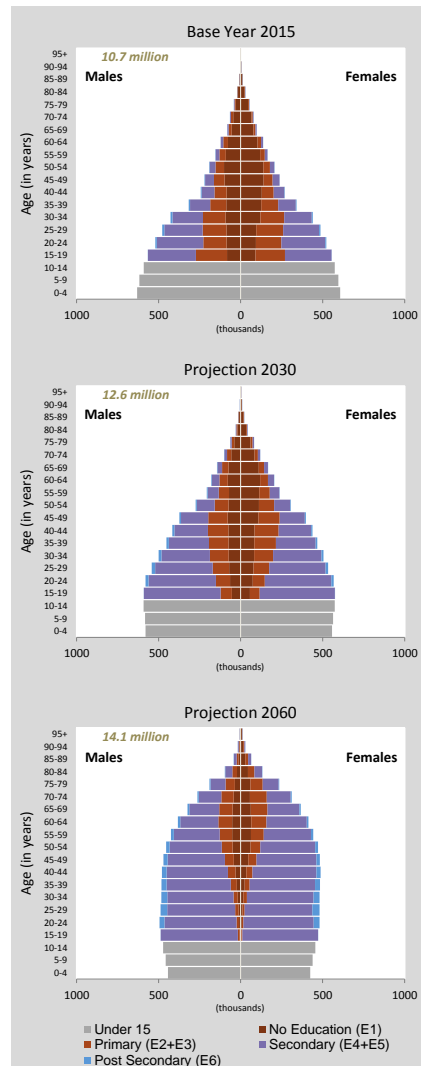 Base Year 2015
10.7 million
Males
Females
Age (in years)
95+
90-94
85-89
80-84
75-79
70-74
65-69
60-64
55-59
50-54
45-49
40-44
35-39
30-34
25-29
20-24
15-19
10-14
5-9
0-4
1000 500 0 500 1000
(thousands)
Projection 2030
12.6 million
Males
Females
Age (in years)
95+
90-94
85-89
80-84
75-79
70-74
65-69
60-64
55-59
50-54
45-49
40-44
35-39
30-34
25-29
20-24
15-19
10-14
5-9
0-4
1000 500 0 500 1000
(thousands)
Projection 2060
14.1 million
Males
Females
Age (in years)
95+
90-94
85-89
80-84
75-79
70-74
65-69
60-64
55-59
50-54
45-49
40-44
35-39
30-34
25-29
20-24
15-19
10-14
5-9
0-4
1000 500 0 500 1000
(thousands)
Under 15
No Education (E1)
Primary (E2+E3)
Secondary (E4+E5)
Post Secondary (E6)